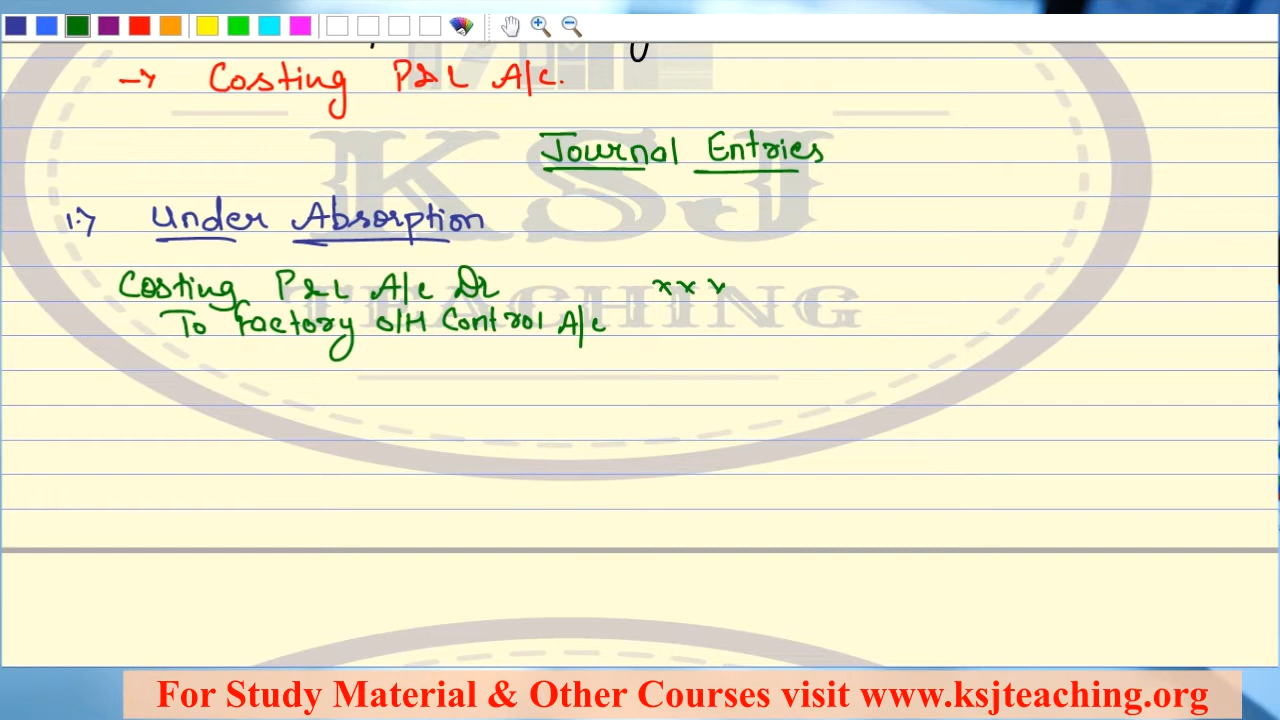 → Costing P&L A/c.
Journal Entries
1.→ Under Absorption
Costing P&L A/c Dr xxx
To Factory O/H Control A/c
KSJ
TEACHING
For Study Material & Other Courses visit www.ksjteaching.org